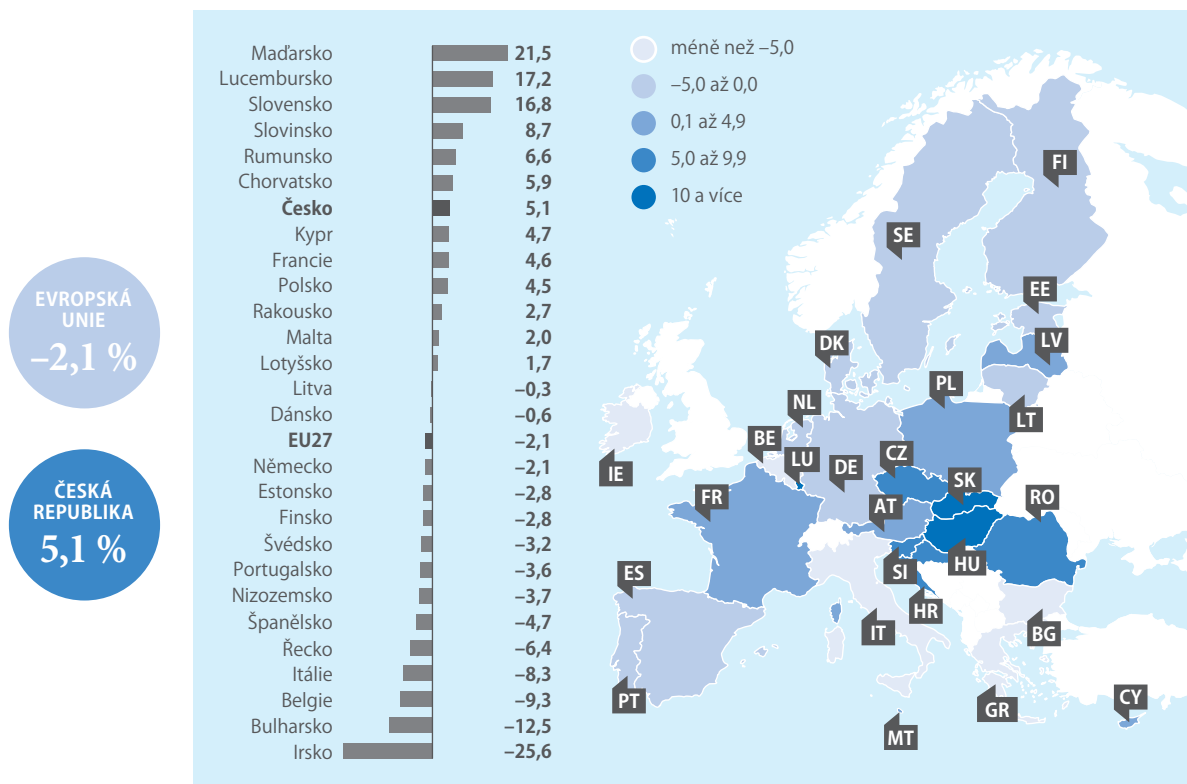 EVROPSKÁ
UNIE
–2,1 %
ČESKÁ
REPUBLIKA
5,1 %
Maďarsko 21,5
Lucembursko 17,2
Slovensko 16,8
Slovinsko 8,7
Rumunsko 6,6
Chorvatsko 5,9
Česko 5,1
Kypr 4,7
Francie 4,6
Polsko 4,5
Rakousko 2,7
Malta 2,0
Lotyšsko 1,7
Litva –0,3
Dánsko –0,6
EU27 –2,1
Německo –2,1
Estonsko –2,8
Finsko –2,8
Švédsko –3,2
Portugalsko –3,6
Nizozemsko –3,7
Španělsko –4,7
Řecko –6,4
Itálie –8,3
Belgie –9,3
Bulharsko –12,5
Irsko –25,6
méně než –5,0
–5,0 až 0,0
0,1 až 4,9
5,0 až 9,9
10 a více
FI
SE
EE
LV
DK
PL
NL
LT
BE
IE
LU
CZ
DE
SK
FR
AT
RO
ES
SI
HU
HR
IT
BG
PT
GR
CY
MT